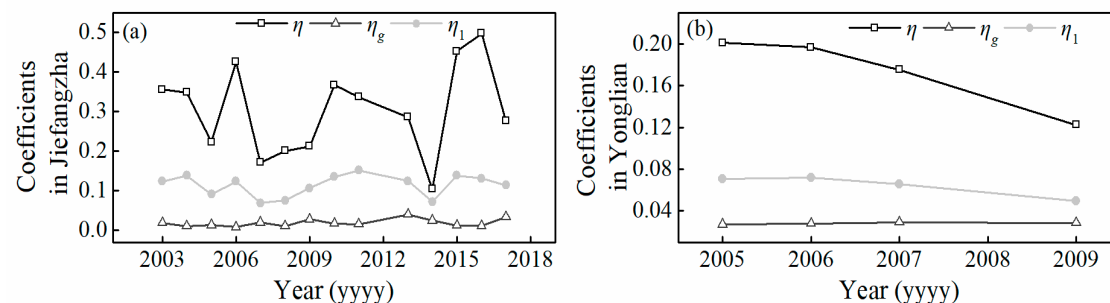 (a) η ηg η1
0.5
0.4
0.3
0.2
0.1
0.0
Coefficients
in Jiefangzha
2003 2006 2009 2012 2015 2018
Year (yyyy)
(b) η ηg η1
0.20
0.16
0.12
0.08
0.04
Coefficients
in Yonglian
2005 2006 2007 2008 2009
Year (yyyy)